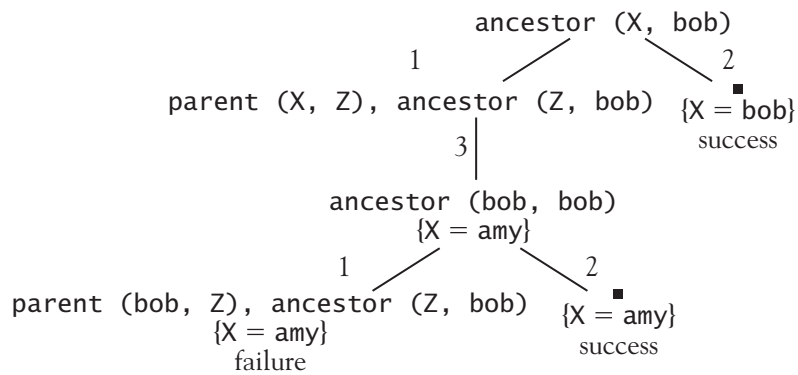 ancestor (X, bob)
1
2
parent (X, Z), ancestor (Z, bob)
{X = bob}
success
3
ancestor (bob, bob)
{X = amy}
1
2
parent (bob, Z), ancestor (Z, bob)
{X = amy}
failure
{X = amy}
success